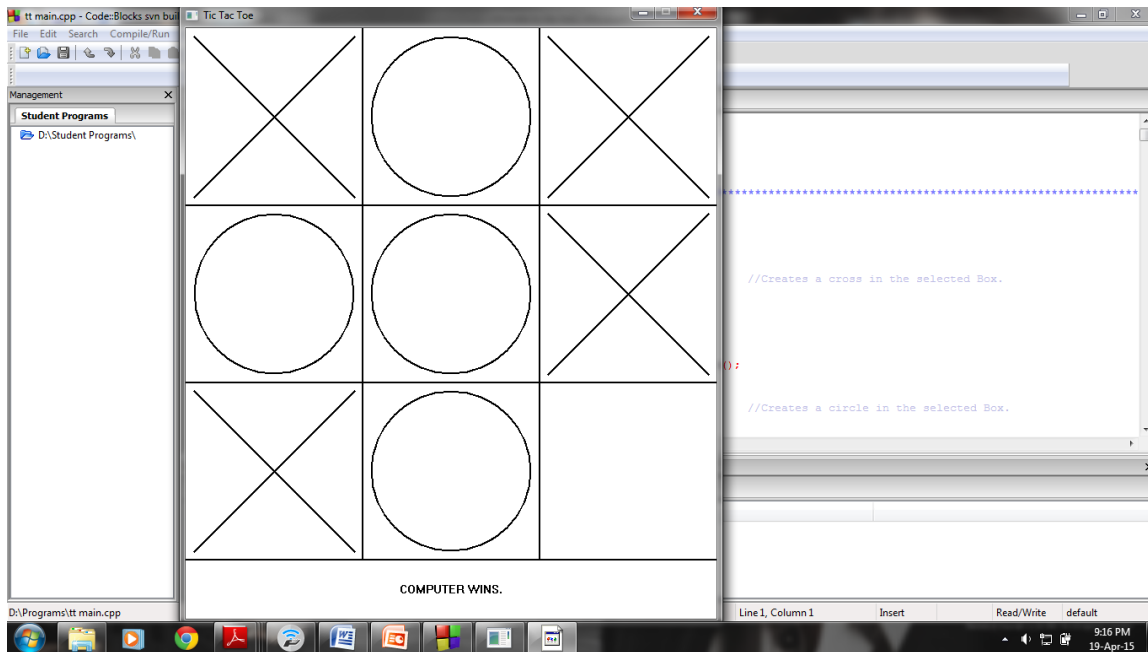 tt main.cpp - Code::Blocks svn buil
Tic Tac Toe
File Edit Search Compile/Run
Management
Student Programs
D:\Student Programs\
*******************************************************************************
//Creates a cross in the selected Box.
();
//Creates a circle in the selected Box.
COMPUTER WINS.
D:\Programs\tt main.cpp
Line 1, Column 1
Insert
Read/Write
default
9:16 PM
19-Apr-15